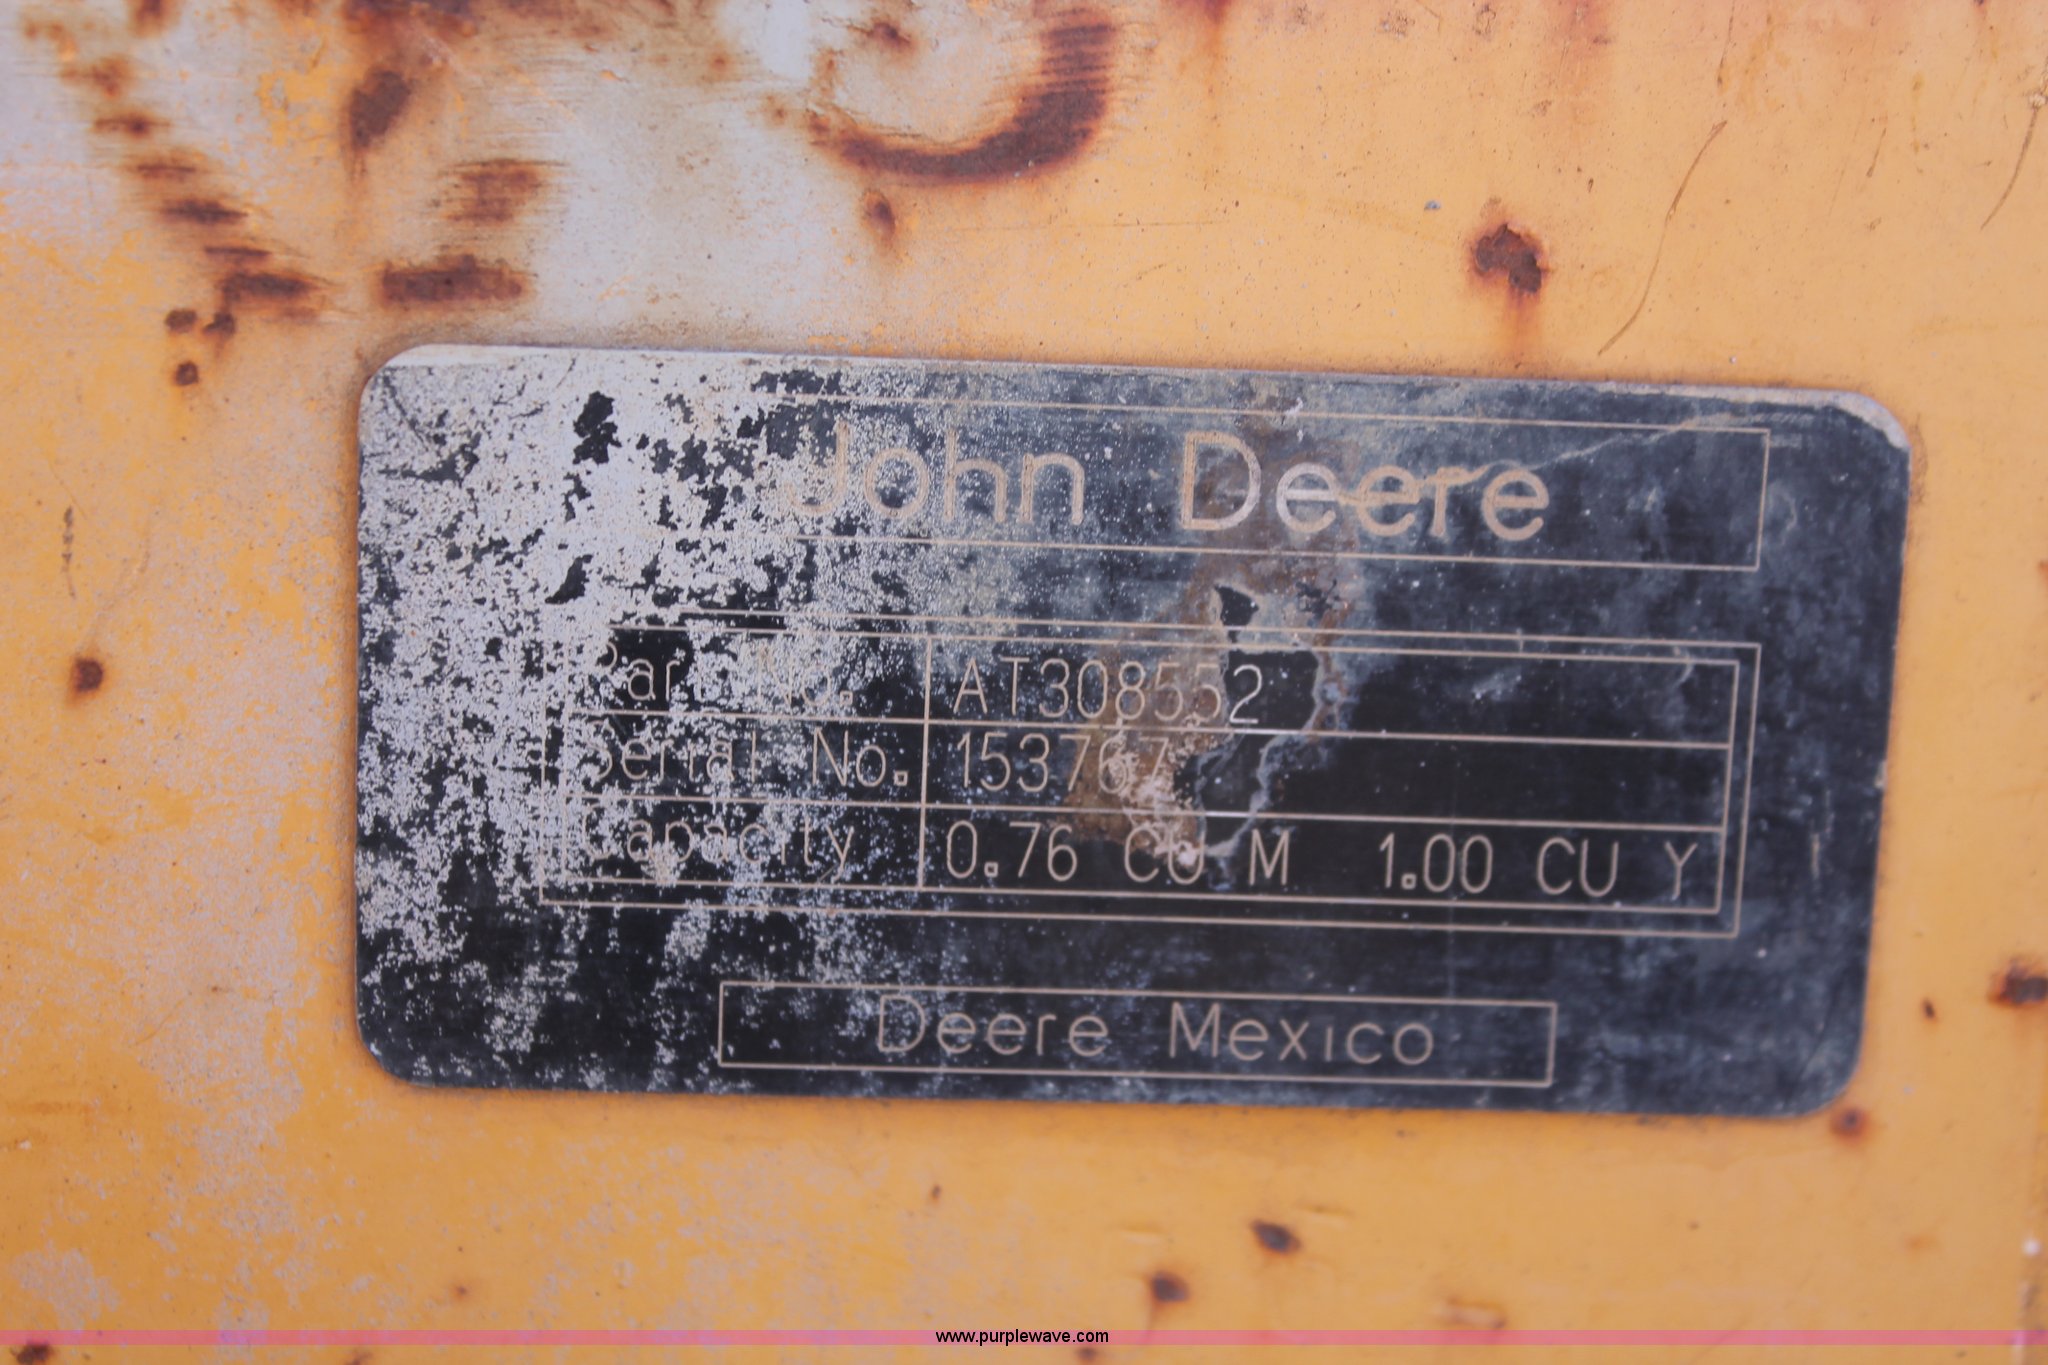 John Deere
Part No. AT308552
Serial No. 153767
Capacity 0.76 CU M 1.00 CU Y
Deere Mexico
www.purplewave.com